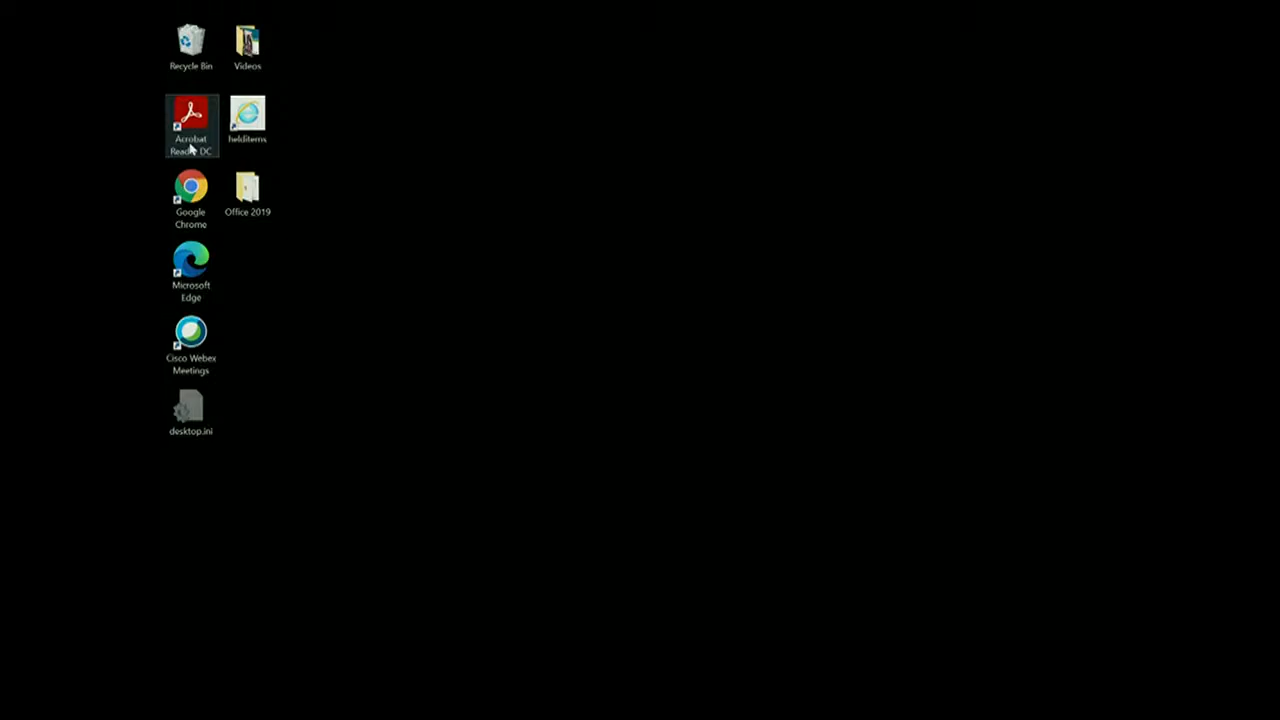 Recycle Bin
Videos
Acrobat
Reader DC
helditems
Google
Chrome
Office 2019
Microsoft
Edge
Cisco Webex
Meetings
desktop.ini